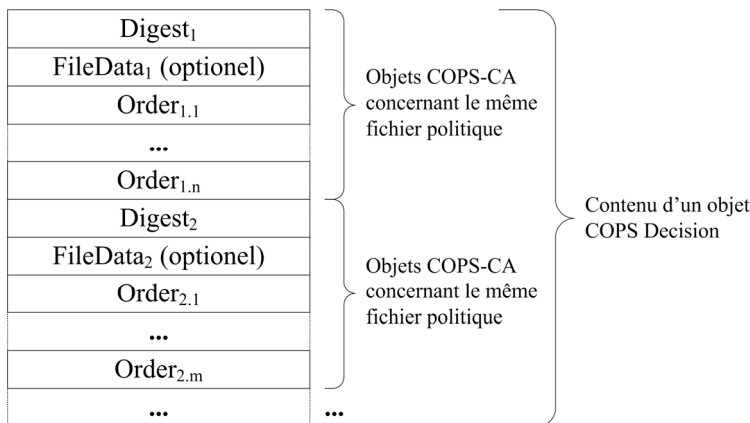 Digest1
FileData1 (optionel)
Order1.1
...
Order1.n
Digest2
FileData2 (optionel)
Order2.1
...
Order2.m
...
Objets COPS-CA
concernant le même
fichier politique
Objets COPS-CA
concernant le même
fichier politique
...
Contenu d'un objet
COPS Decision